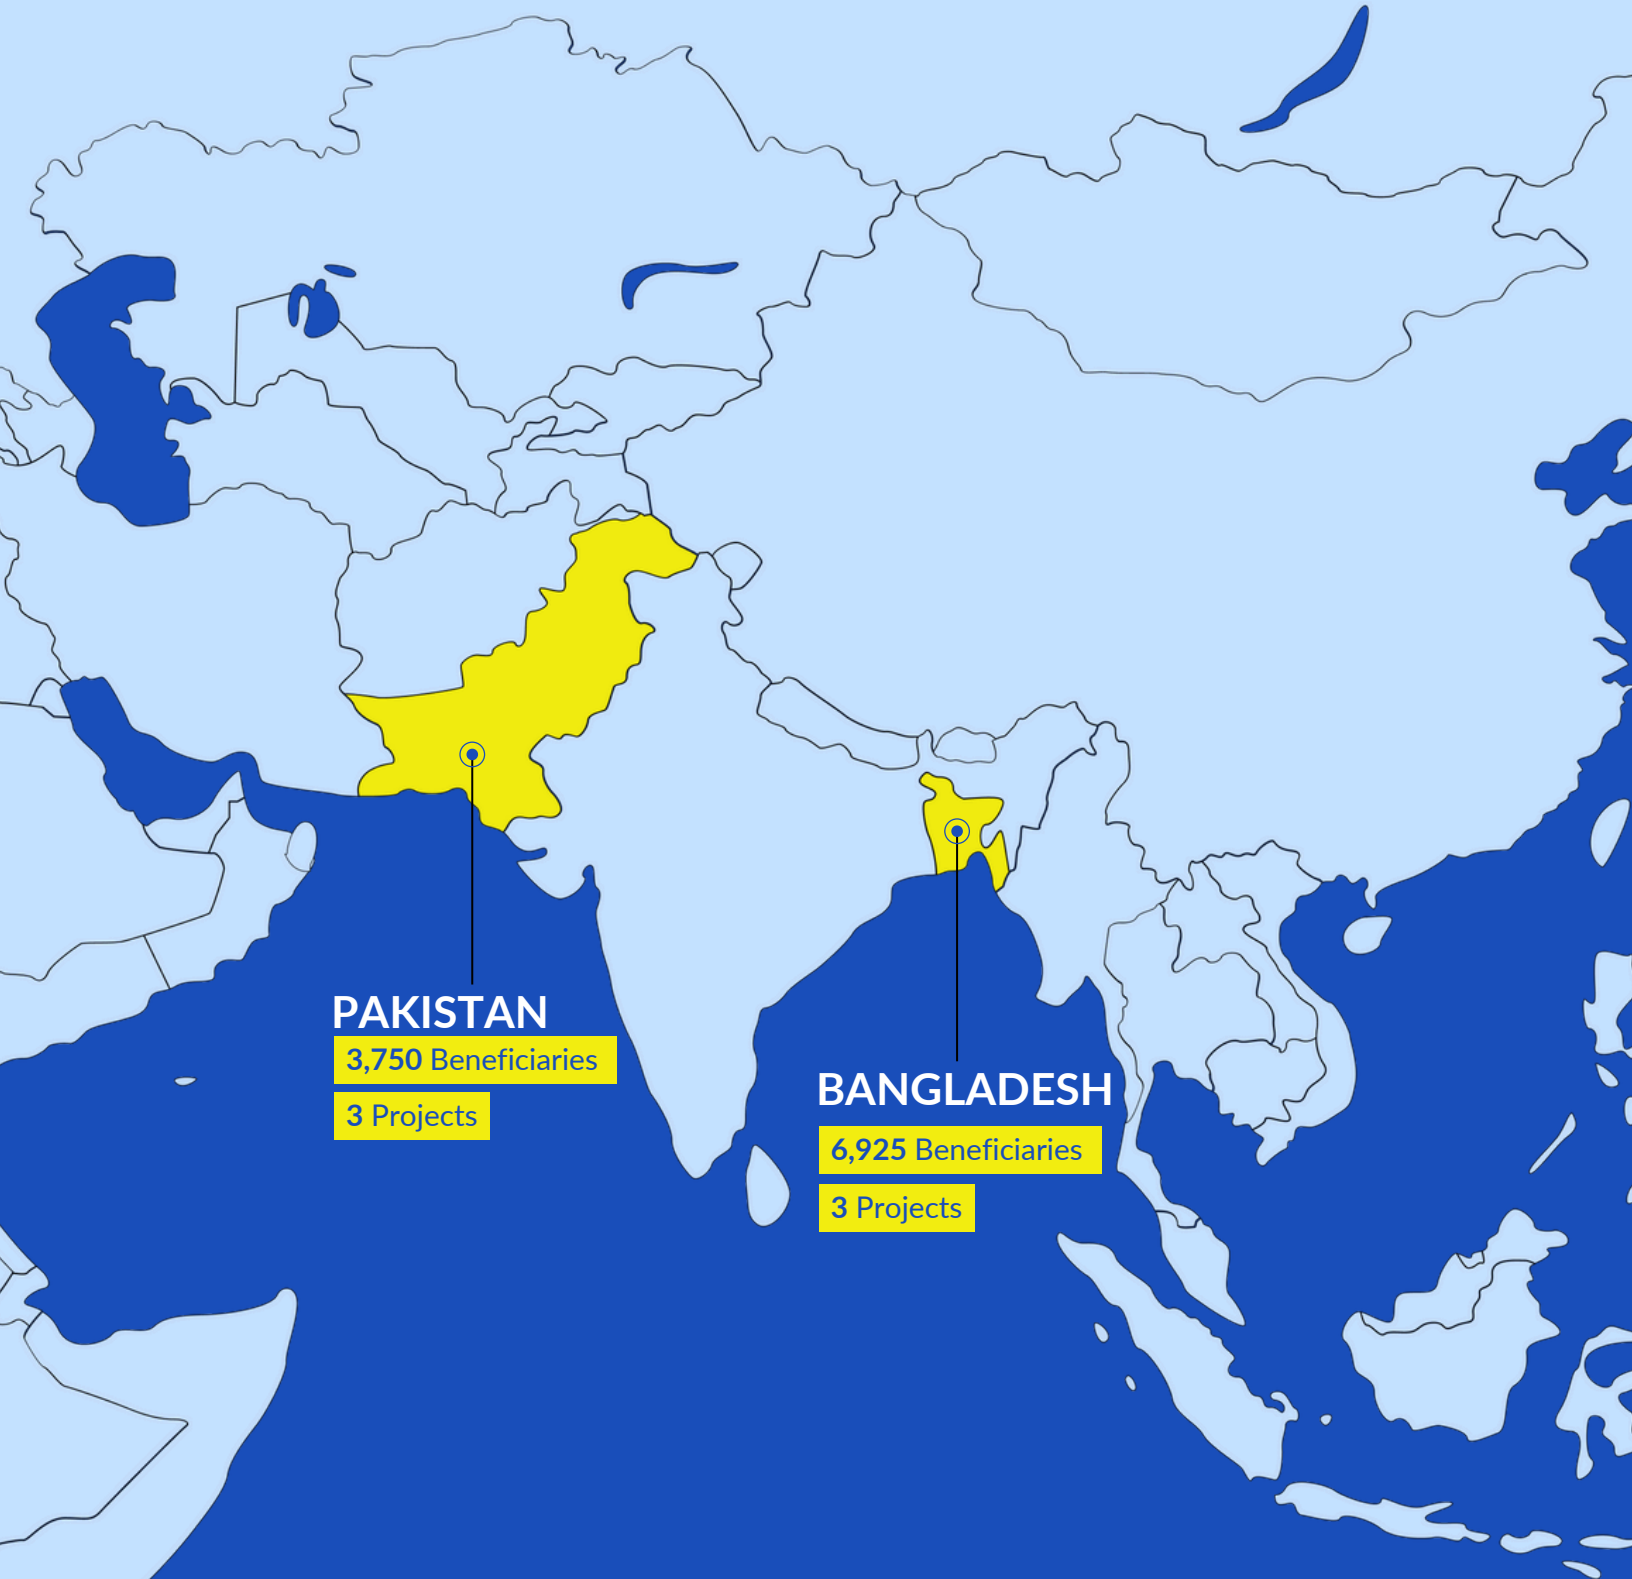 PAKISTAN
3,750 Beneficiaries
3 Projects
BANGLADESH
6,925 Beneficiaries
3 Projects